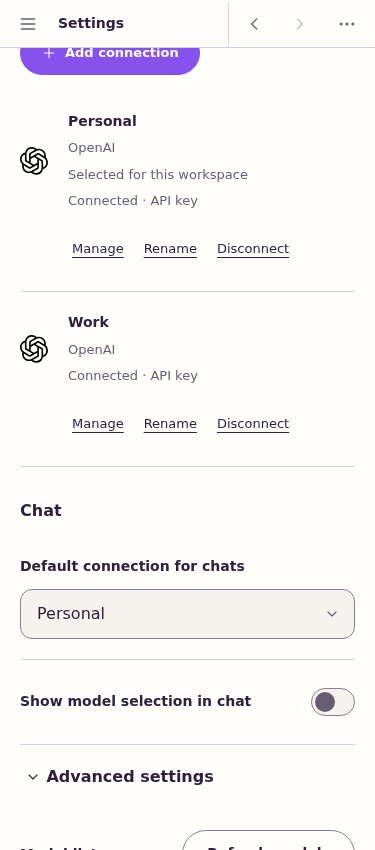 Settings
Add connection
Personal
OpenAI
Selected for this workspace
Connected · API key
Manage Rename Disconnect
Work
OpenAI
Connected · API key
Manage Rename Disconnect
Chat
Default connection for chats
Personal
Show model selection in chat
Advanced settings